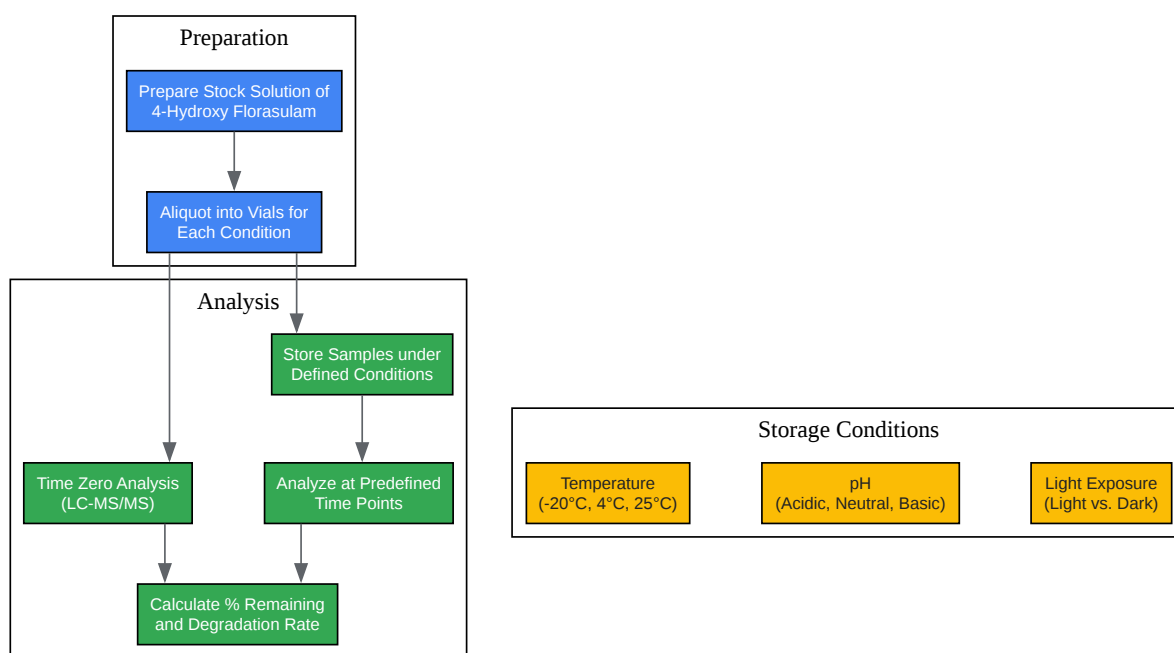 Preparation
Prepare Stock Solution of
4-Hydroxy Florasulam
Aliquot into Vials for
Each Condition
Analysis
Store Samples under
Defined Conditions
Time Zero Analysis
(LC-MS/MS)
Analyze at Predefined
Time Points
Calculate % Remaining
and Degradation Rate
Storage Conditions
Temperature
(-20°C, 4°C, 25°C)
pH
(Acidic, Neutral, Basic)
Light Exposure
(Light vs. Dark)